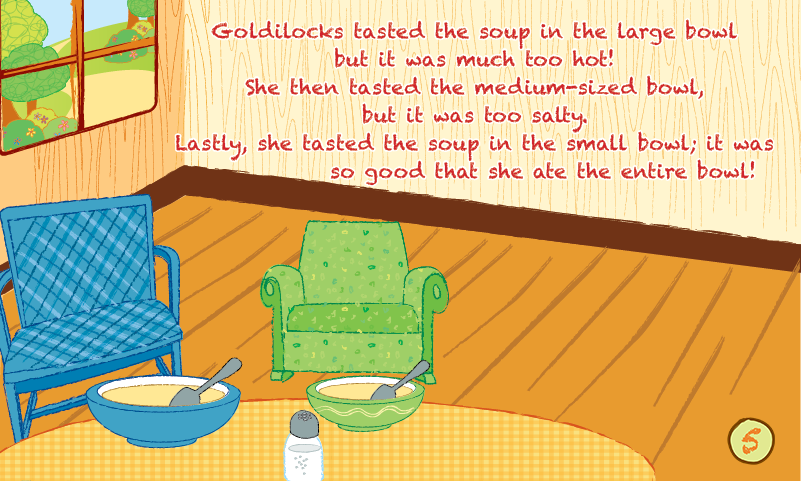 Goldilocks tasted the soup in the large bowl
but it was much too hot!
She then tasted the medium-sized bowl,
but it was too salty.
Lastly, she tasted the soup in the small bowl; it was
so good that she ate the entire bowl!
5